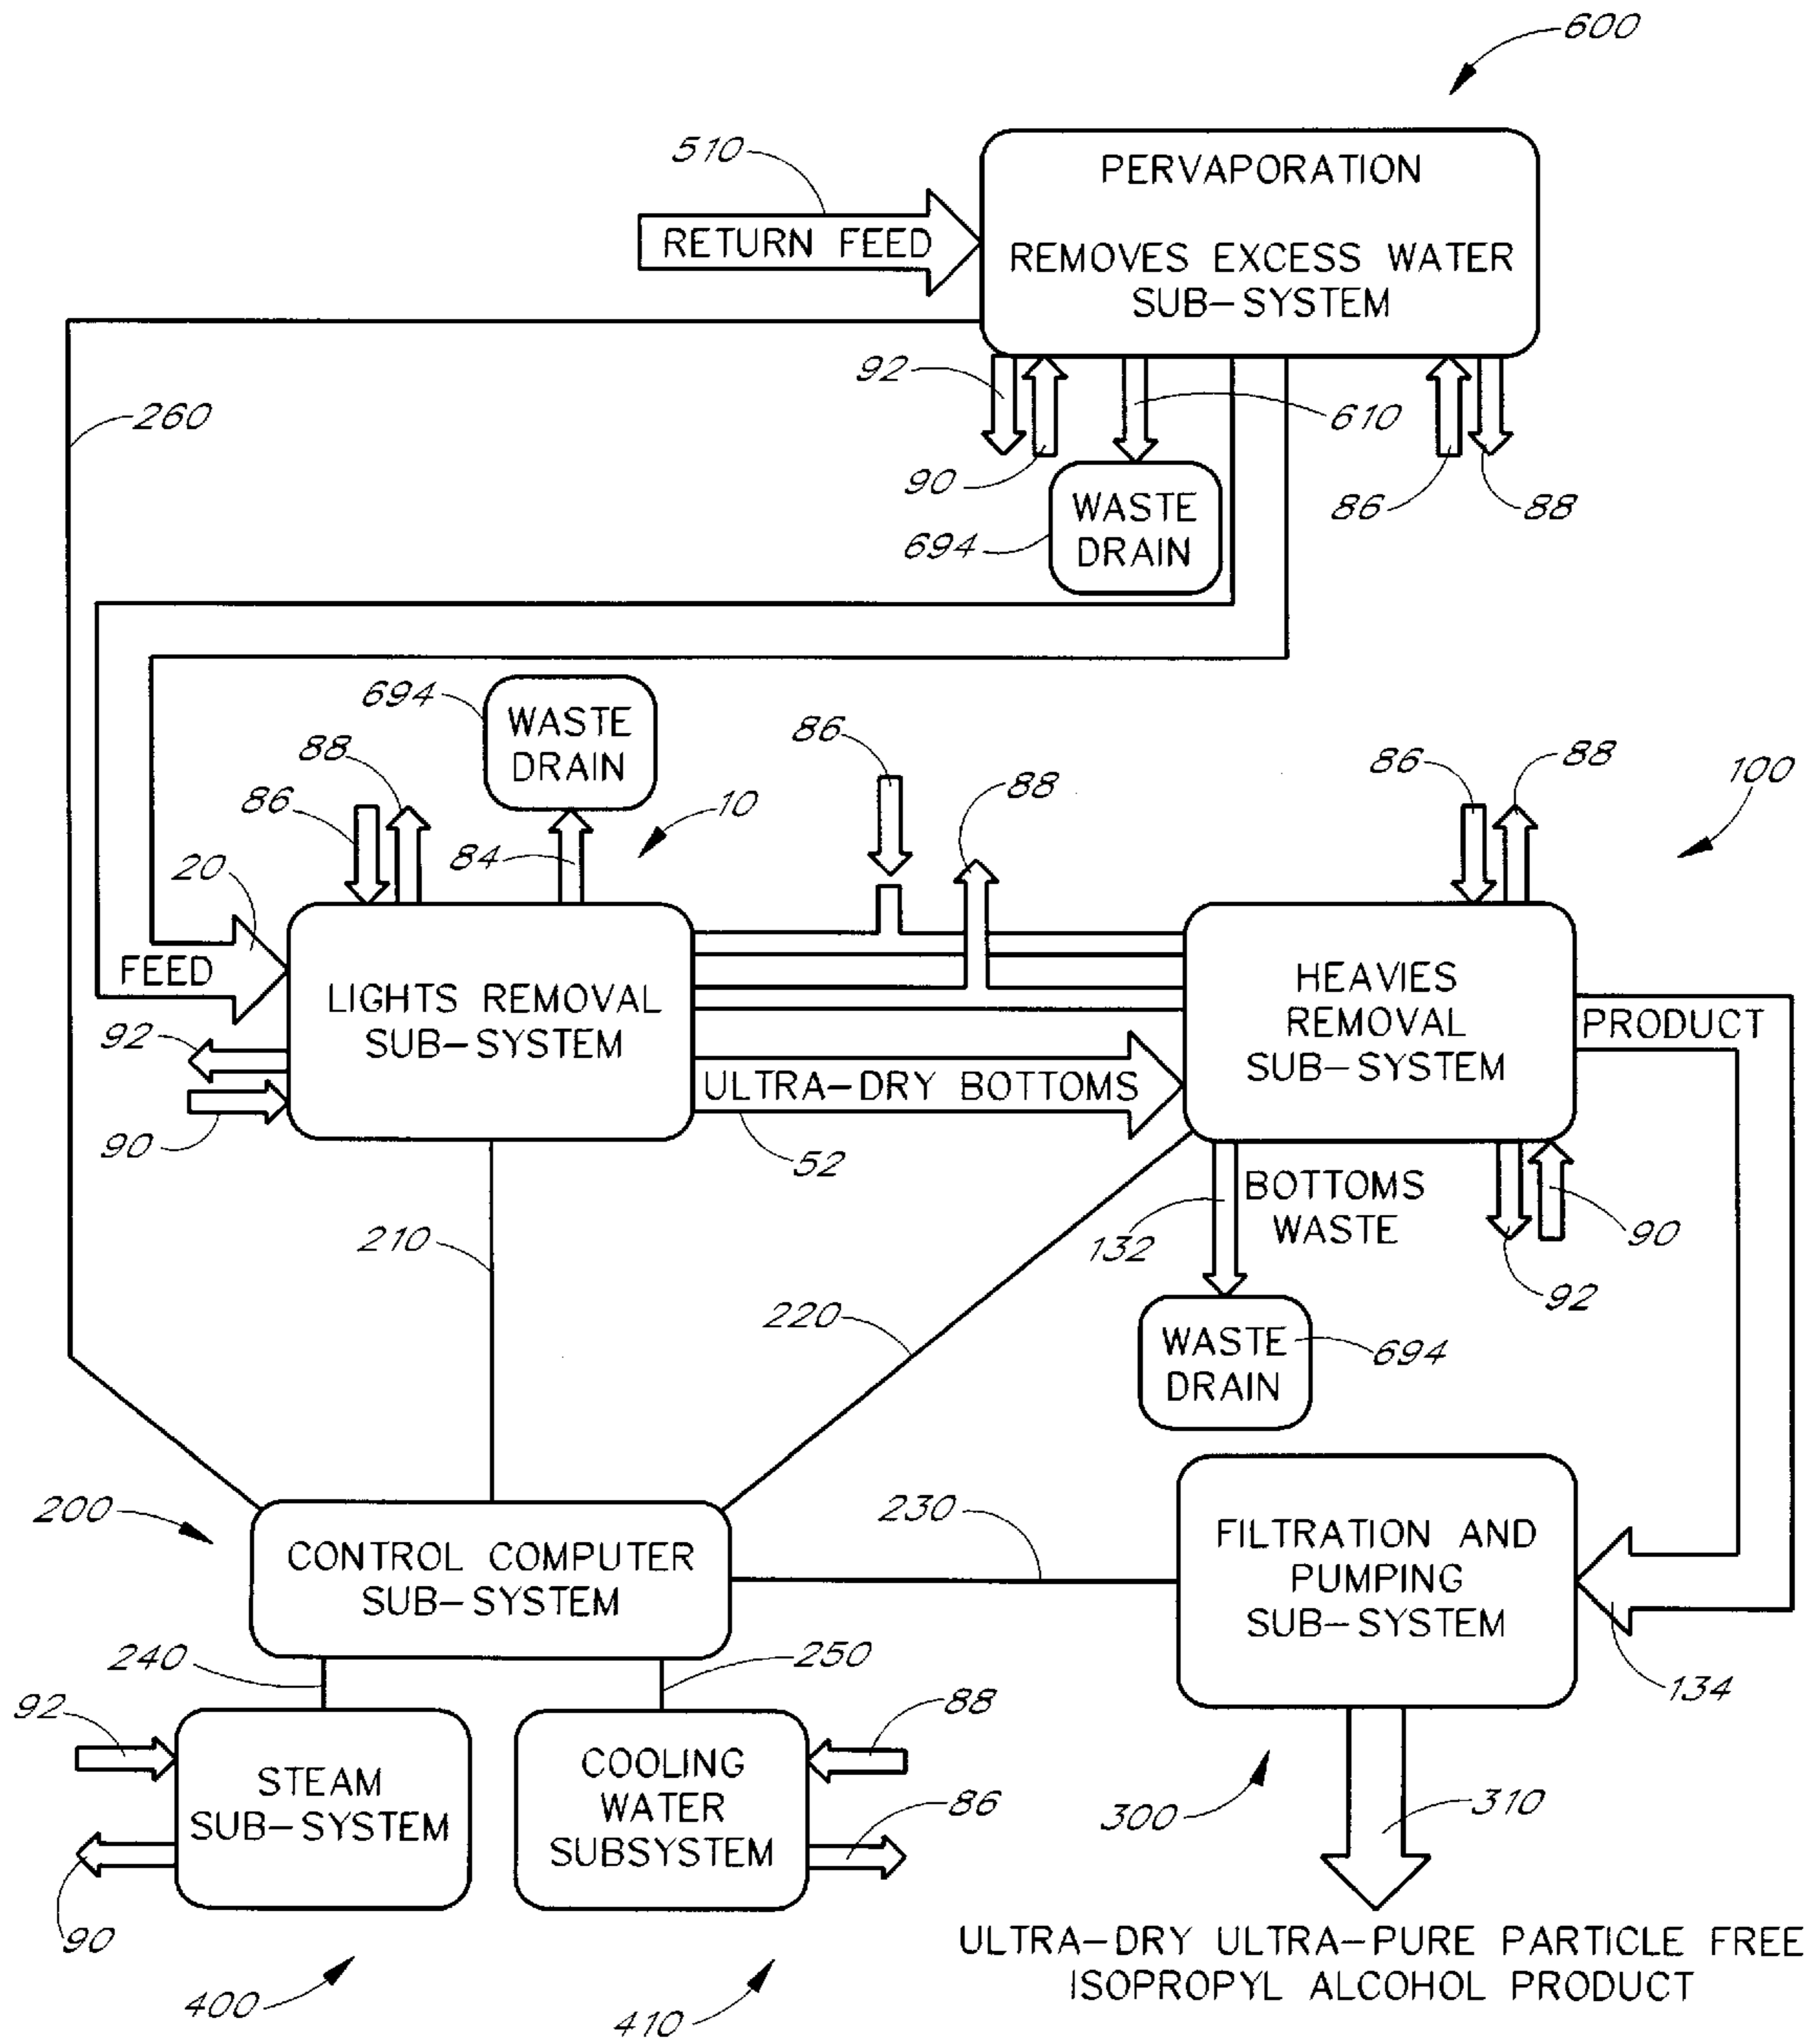 600
510
PERVAPORATION
RETURN FEED
REMOVES EXCESS WATER
SUB-SYSTEM
92
260
610
90
86
88
WASTE
DRAIN
694
694
WASTE
DRAIN
88
86
86
88
86
88
100
10
84
20
FEED
LIGHTS REMOVAL
SUB-SYSTEM
HEAVIES
REMOVAL
SUB-SYSTEM
PRODUCT
92
90
ULTRA-DRY BOTTOMS
52
BOTTOMS
WASTE
132
90
92
210
220
WASTE
DRAIN
694
200
230
CONTROL COMPUTER
SUB-SYSTEM
FILTRATION AND
PUMPING
SUB-SYSTEM
240
250
134
92
88
STEAM
SUB-SYSTEM
COOLING
WATER
SUBSYSTEM
86
90
300
310
400
410
ULTRA-DRY ULTRA-PURE PARTICLE FREE
ISOPROPYL ALCOHOL PRODUCT